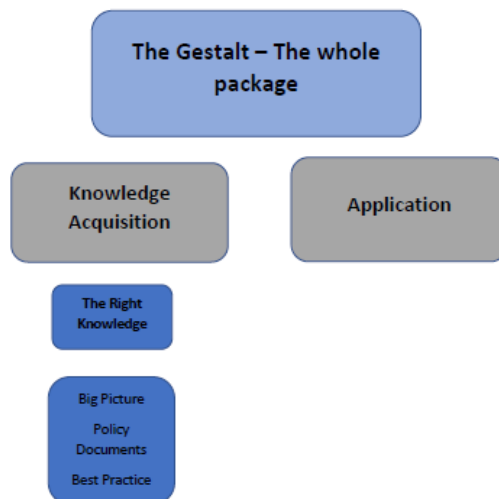 The Gestalt – The whole
package
Knowledge
Acquisition
Application
The Right
Knowledge
Big Picture
Policy
Documents
Best Practice